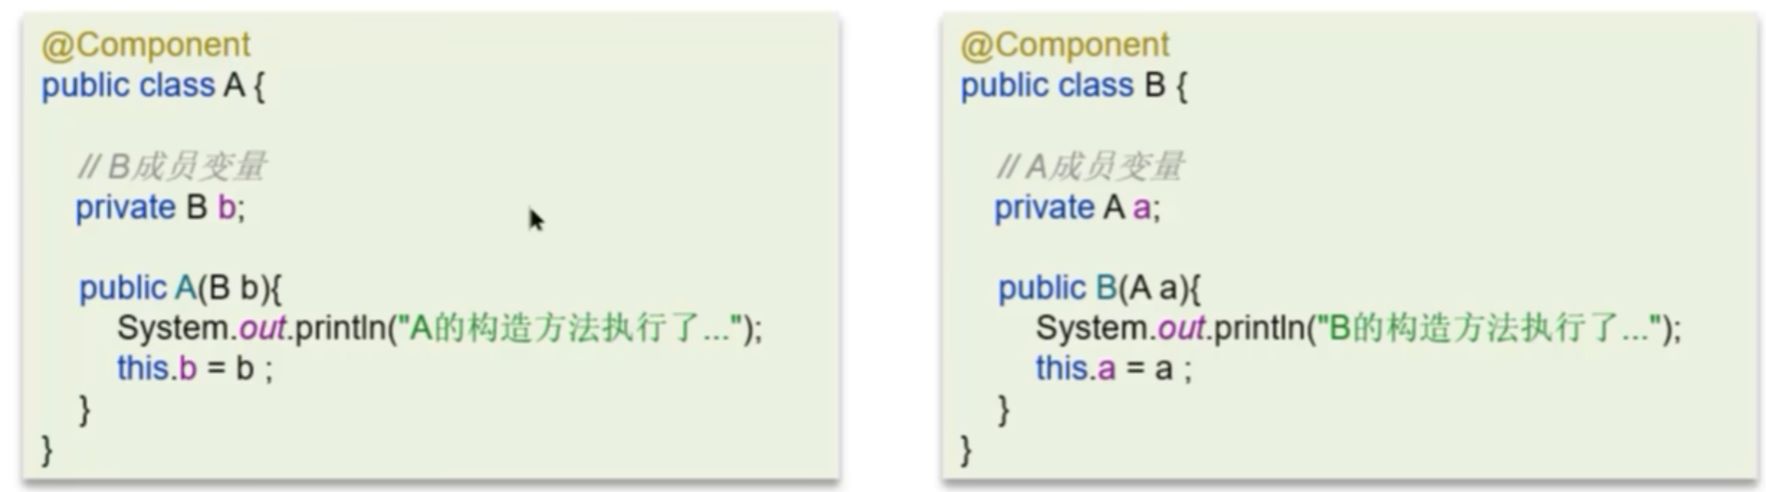 @Component
public class A {
// B成员变量
private B b;
public A(B b){
System.out.println("A的构造方法执行了...");
this.b = b ;
}
}
@Component
public class B {
// A成员变量
private A a;
public B(A a){
System.out.println("B的构造方法执行了...");
this.a = a ;
}
}